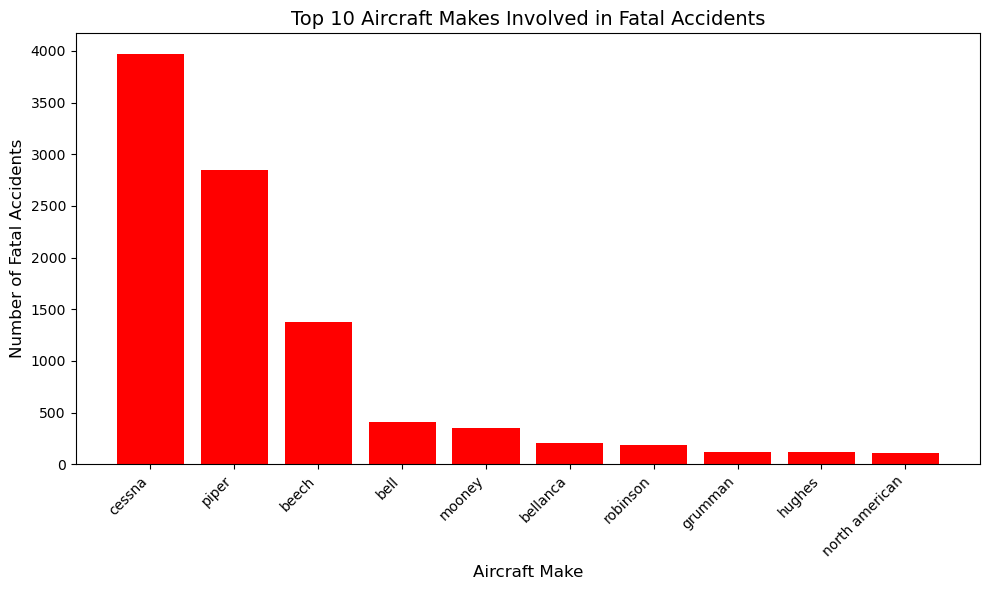 Top 10 Aircraft Makes Involved in Fatal Accidents
Number of Fatal Accidents
4000
3500
3000
2500
2000
1500
1000
500
0
cessna
piper
beech
bell
mooney
bellanca
robinson
grumman
hughes
north american
Aircraft Make